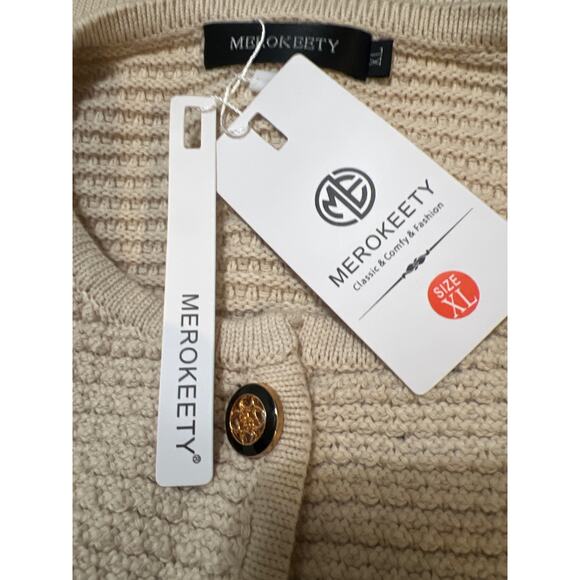 MEROKEETY
XL
ME
MEROKEETY
Classic & Comfy & Fashion
SIZE
XL
MEROKEETY®